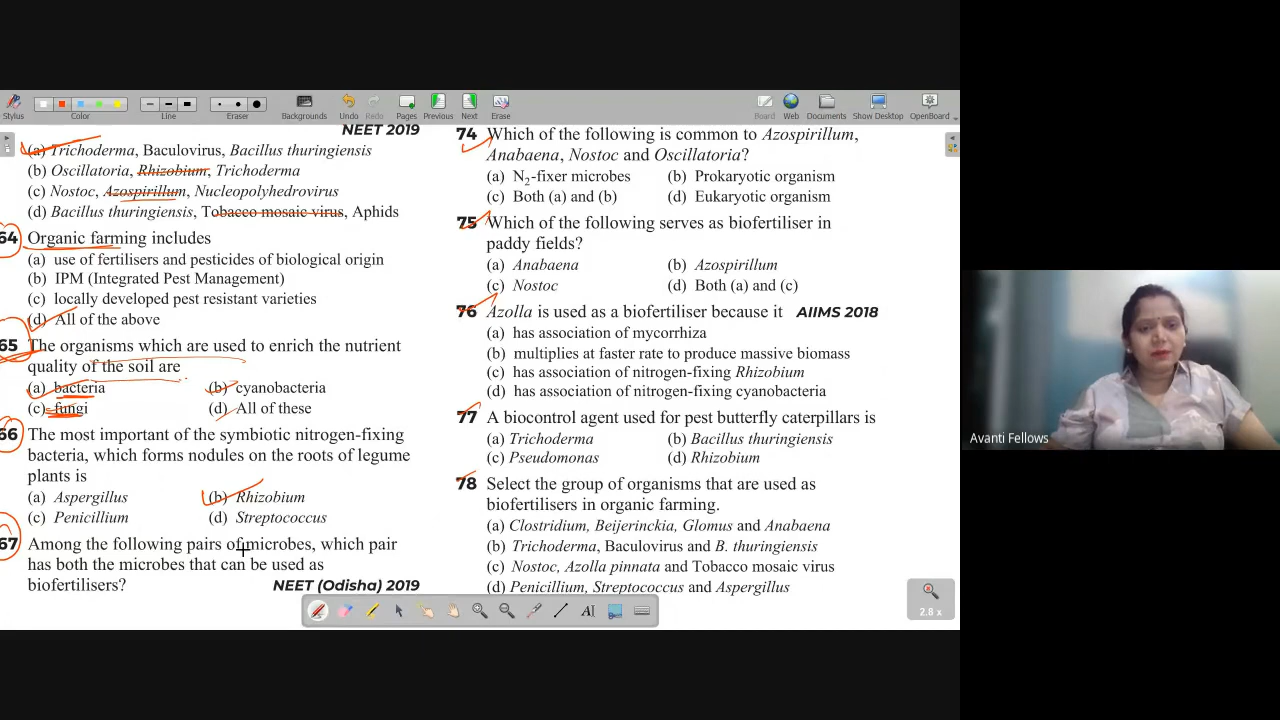 Stylus
Color
Line
Eraser
Backgrounds
Undo
Redo
Pages
Previous
Next
Erase
Board
Web
Documents
Show Desktop
OpenBoard
NEET 2019
(a) Trichoderma, Baculovirus, Bacillus thuringiensis
(b) Oscillatoria, Rhizobium, Trichoderma
(c) Nostoc, Azospirillum, Nucleopolyhedrovirus
(d) Bacillus thuringiensis, Tobacco mosaic virus, Aphids
64 Organic farming includes
(a) use of fertilisers and pesticides of biological origin
(b) IPM (Integrated Pest Management)
(c) locally developed pest resistant varieties
(d) All of the above
65 The organisms which are used to enrich the nutrient
quality of the soil are
(a) bacteria (b) cyanobacteria
(c) fungi (d) All of these
66 The most important of the symbiotic nitrogen-fixing
bacteria, which forms nodules on the roots of legume
plants is
(a) Aspergillus (b) Rhizobium
(c) Penicillium (d) Streptococcus
67 Among the following pairs of microbes, which pair
has both the microbes that can be used as
biofertilisers? NEET (Odisha) 2019
74 Which of the following is common to Azospirillum,
Anabaena, Nostoc and Oscillatoria?
(a) N2-fixer microbes (b) Prokaryotic organism
(c) Both (a) and (b) (d) Eukaryotic organism
75 Which of the following serves as biofertiliser in
paddy fields?
(a) Anabaena (b) Azospirillum
(c) Nostoc (d) Both (a) and (c)
76 Azolla is used as a biofertiliser because it AIIMS 2018
(a) has association of mycorrhiza
(b) multiplies at faster rate to produce massive biomass
(c) has association of nitrogen-fixing Rhizobium
(d) has association of nitrogen-fixing cyanobacteria
77 A biocontrol agent used for pest butterfly caterpillars is
(a) Trichoderma (b) Bacillus thuringiensis
(c) Pseudomonas (d) Rhizobium
78 Select the group of organisms that are used as
biofertilisers in organic farming.
(a) Clostridium, Beijerinckia, Glomus and Anabaena
(b) Trichoderma, Baculovirus and B. thuringiensis
(c) Nostoc, Azolla pinnata and Tobacco mosaic virus
(d) Penicillium, Streptococcus and Aspergillus
2.8 x
Avanti Fellows